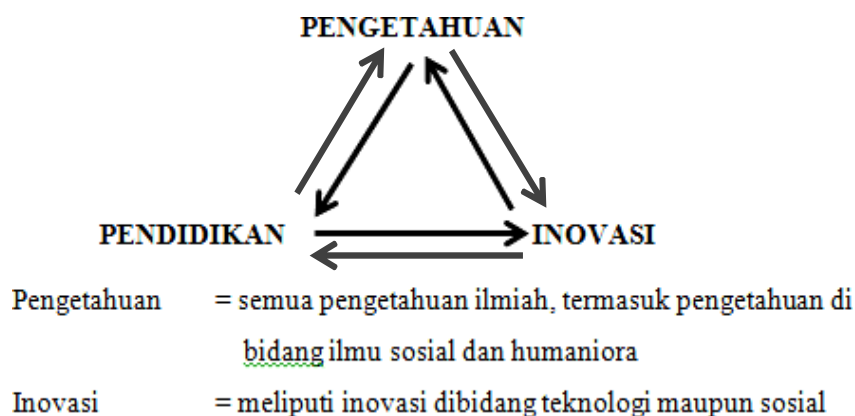 PENGETAHUAN
PENDIDIKAN INOVASI
Pengetahuan = semua pengetahuan ilmiah, termasuk pengetahuan di
bidang ilmu sosial dan humaniora
Inovasi = meliputi inovasi dibidang teknologi maupun sosial